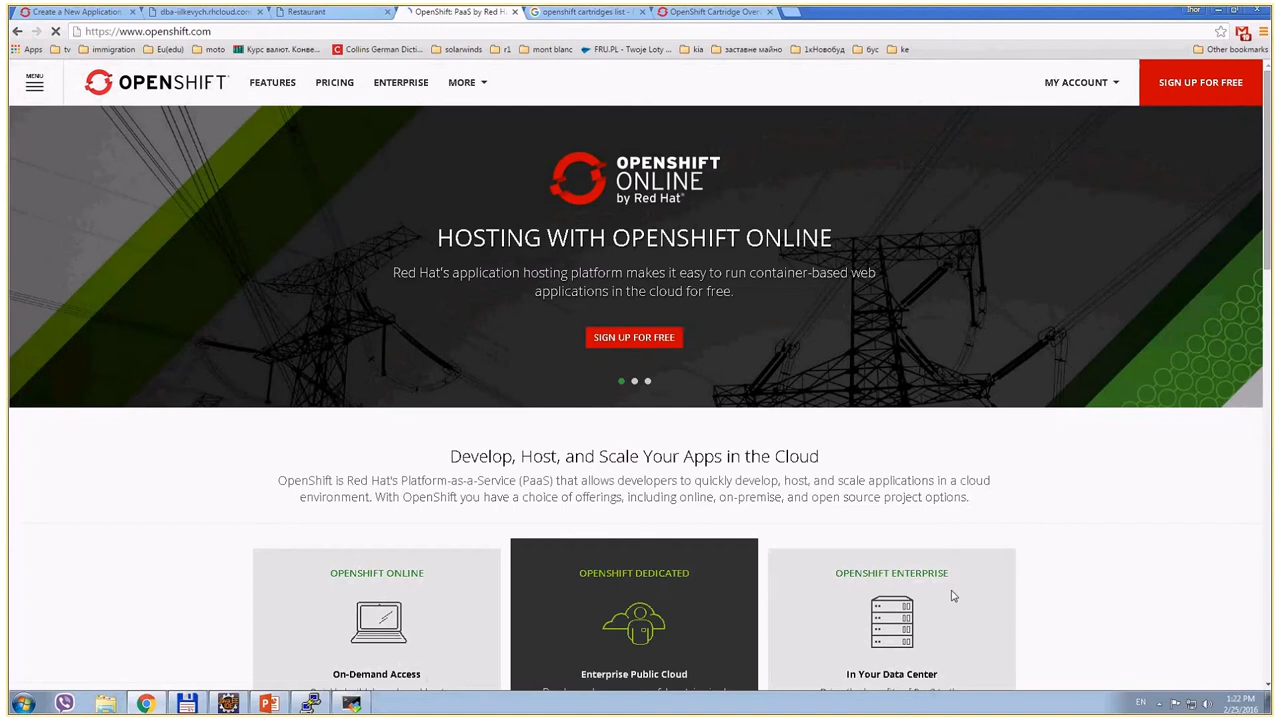 Create a New Application
dba-iilkevych.rhcloud.com
Restaurant
OpenShift: PaaS by Red H
openshift cartridges list -
OpenShift Cartridge Over
Ihor
https://www.openshift.com
Apps
tv
immigration
Eu(edu)
moto
Курс валют. Конве...
Collins German Dicti...
solarwinds
r1
mont blanc
FRU.PL - Twoje Loty ...
kia
заставне майно
1кНовобуд
бус
ke
Other bookmarks
MENU
OPENSHIFT
FEATURES
PRICING
ENTERPRISE
MORE
MY ACCOUNT
SIGN UP FOR FREE
OPENSHIFT
ONLINE
by Red Hat®
HOSTING WITH OPENSHIFT ONLINE
Red Hat's application hosting platform makes it easy to run container-based web
applications in the cloud for free.
SIGN UP FOR FREE
Develop, Host, and Scale Your Apps in the Cloud
OpenShift is Red Hat's Platform-as-a-Service (PaaS) that allows developers to quickly develop, host, and scale applications in a cloud
environment. With OpenShift you have a choice of offerings, including online, on-premise, and open source project options.
OPENSHIFT ONLINE
OPENSHIFT DEDICATED
OPENSHIFT ENTERPRISE
On-Demand Access
Enterprise Public Cloud
In Your Data Center
EN
1:22 PM
2/25/2016